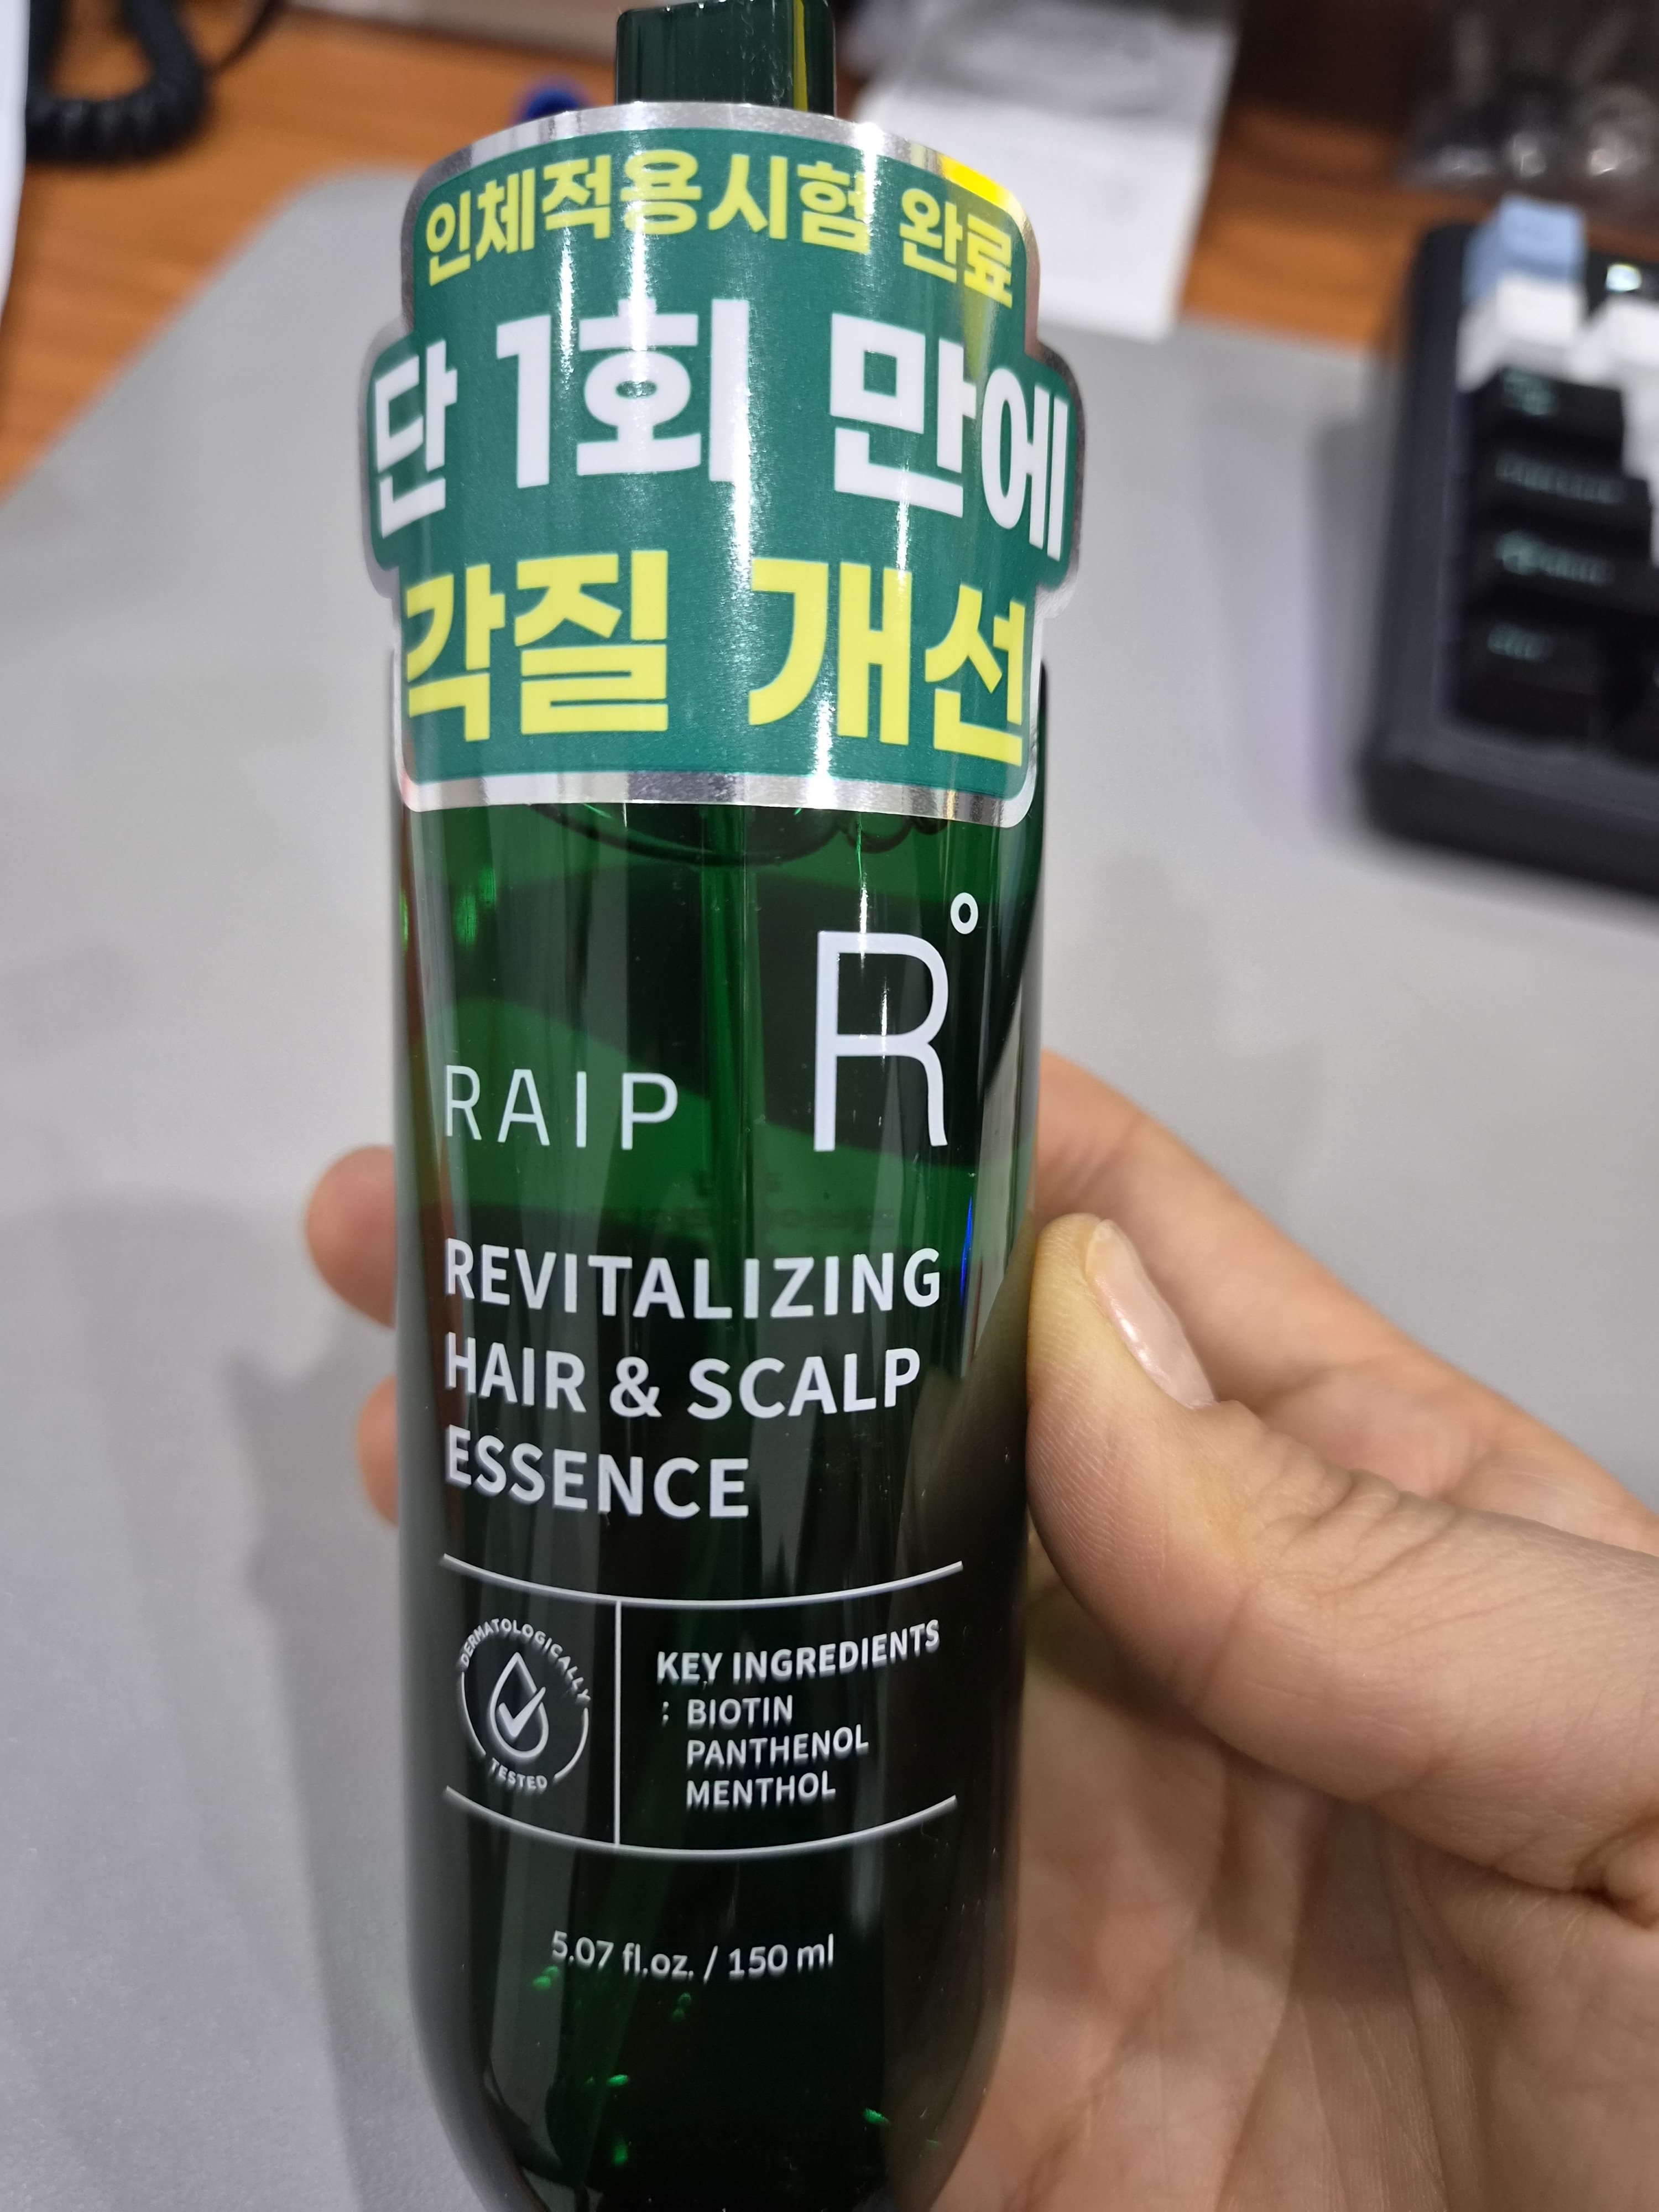 인체적용시험 완료
단 1회 만에
각질 개선
RAIP R°
REVITALIZING
HAIR & SCALP
ESSENCE
DERMATOLOGICALLY
TESTED
KEY INGREDIENTS
: BIOTIN
PANTHENOL
MENTHOL
5.07 fl.oz. / 150 ml